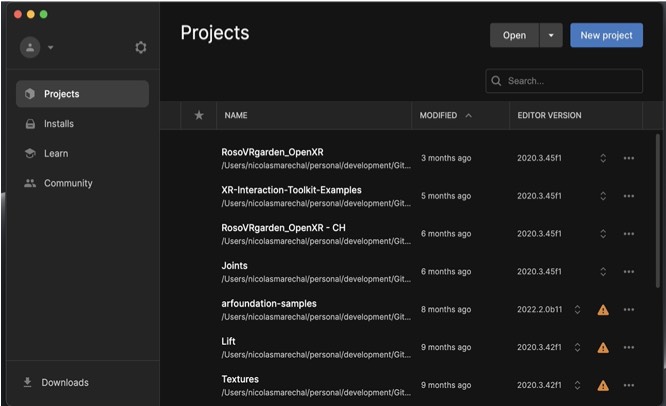 Projects
Open
New project
Search...
Projects
Installs
Learn
Community
Downloads
NAME MODIFIED EDITOR VERSION
RosoVRgarden_OpenXR
/Users/nicolasmarechal/personal/development/Git...
3 months ago
2020.3.45f1
XR-Interaction-Toolkit-Examples
/Users/nicolasmarechal/personal/development/Git...
5 months ago
2020.3.45f1
RosoVRgarden_OpenXR - CH
/Users/nicolasmarechal/personal/development/Git...
6 months ago
2020.3.45f1
Joints
/Users/nicolasmarechal/personal/development/Git...
6 months ago
2020.3.45f1
arfoundation-samples
/Users/nicolasmarechal/personal/development/Git...
8 months ago
2022.2.0b11
Lift
/Users/nicolasmarechal/personal/development/Git...
9 months ago
2020.3.42f1
Textures
/Users/nicolasmarechal/personal/development/Git...
9 months ago
2020.3.42f1